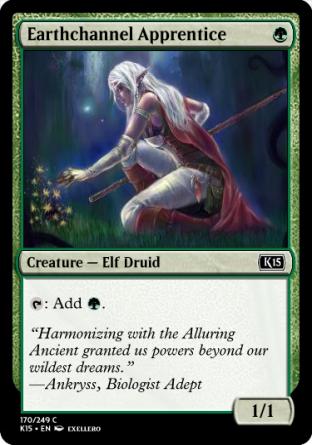 Earthchannel Apprentice
Creature — Elf Druid
K15
: Add .
“Harmonizing with the Alluring
Ancient granted us powers beyond our
wildest dreams.”
—Ankryss, Biologist Adept
170/249 C
K15 • EN EXELLERO
1/1